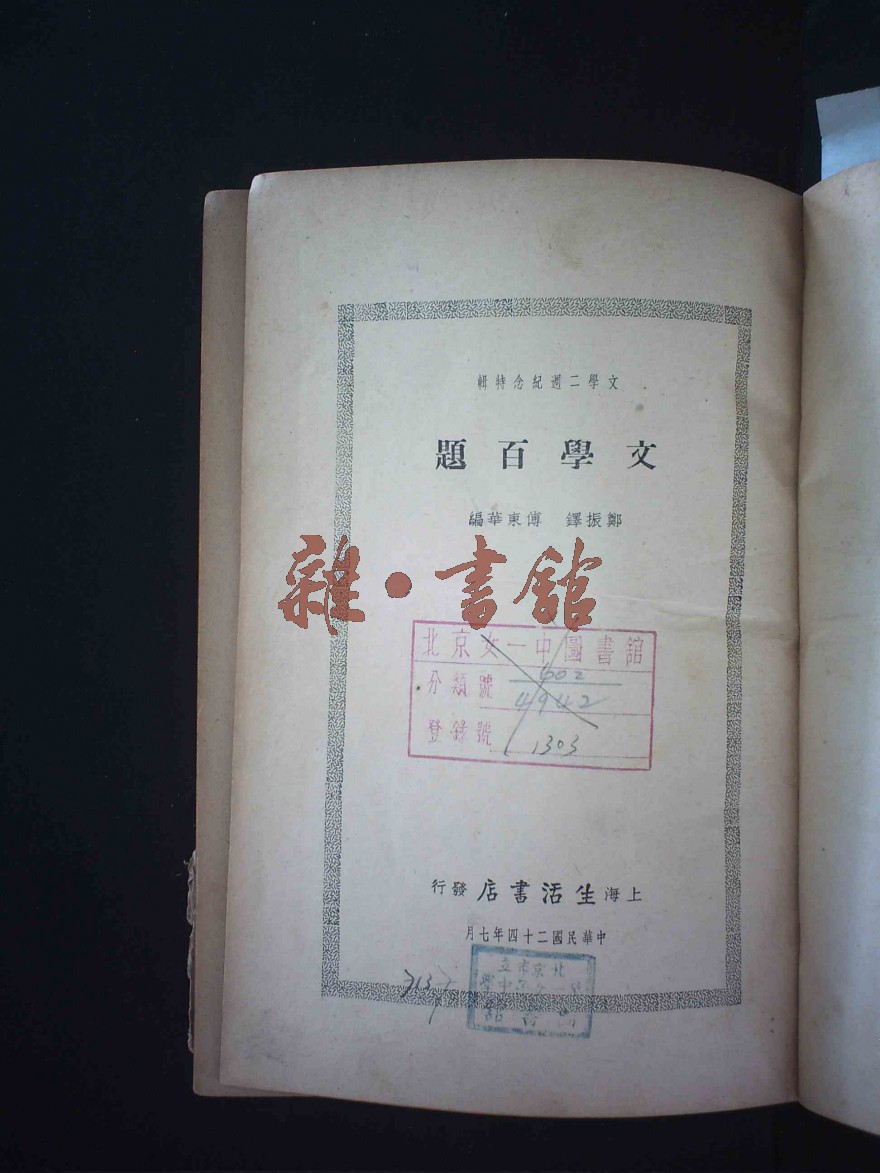 文學二週紀念特輯
文學百題
鄭振鐸 傅東華編
雜·書館
北京女一中圖書館
分類號 602
4942
登錄號 1303
上海生活書店發行
中華民國二十四年七月
北京市立